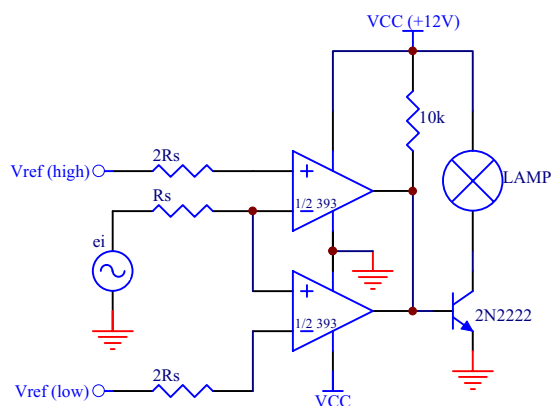 VCC (+12V)
10k
LAMP
2Rs
Vref (high)
+
1/2 393
−
Rs
ei
+
1/2 393
−
2N2222
2Rs
Vref (low)
VCC